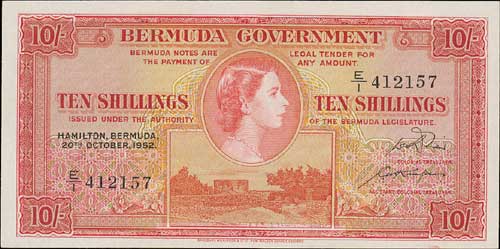 10/- BERMUDA GOVERNMENT 10/-
BERMUDA NOTES ARE LEGAL TENDER FOR
THE PAYMENT OF ANY AMOUNT.
E/1 412157
TEN SHILLINGS TEN SHILLINGS
ISSUED UNDER THE AUTHORITY OF THE BERMUDA LEGISLATURE.
HAMILTON, BERMUDA,
20TH OCTOBER, 1952.
E/1 412157
10/- 10/-